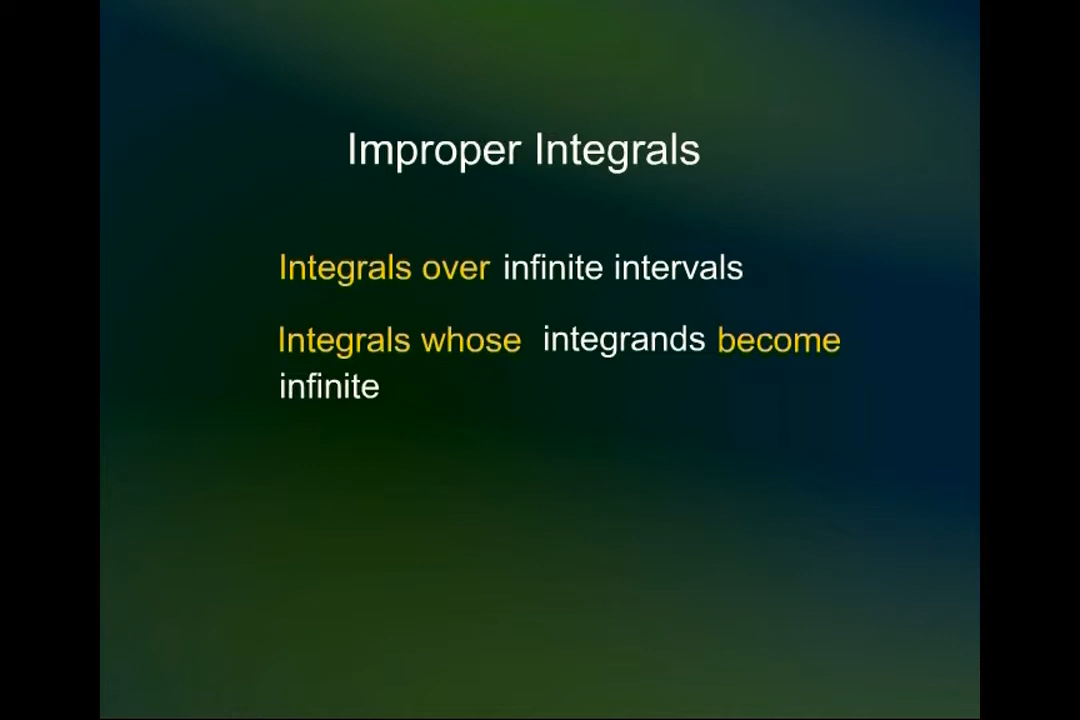 Improper Integrals
Integrals over infinite intervals
Integrals whose integrands become
infinite